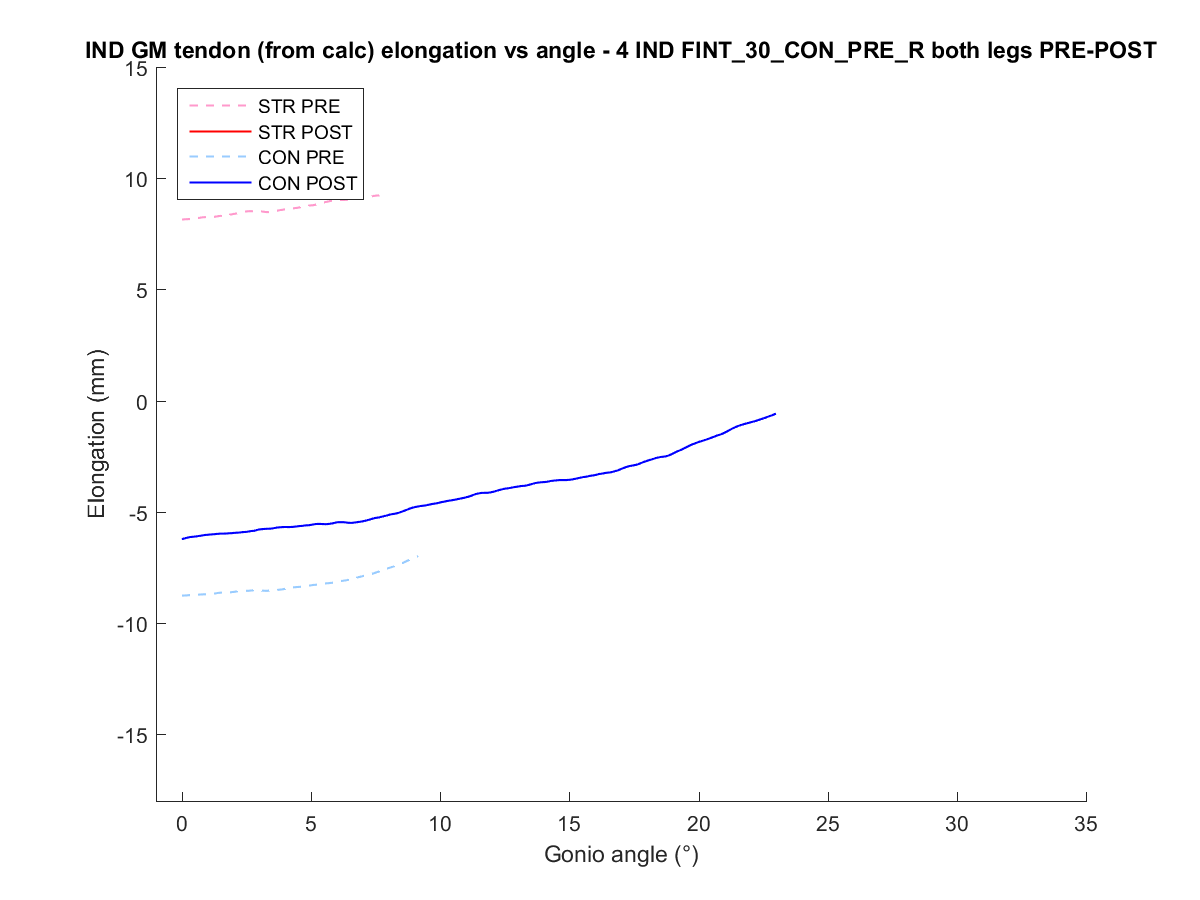 IND GM tendon (from calc) elongation vs angle - 4 IND FINT_30_CON_PRE_R both legs PRE-POST
15
10
5
0
-5
-10
-15
STR PRE
STR POST
CON PRE
CON POST
Elongation (mm)
0 5 10 15 20 25 30 35
Gonio angle (°)